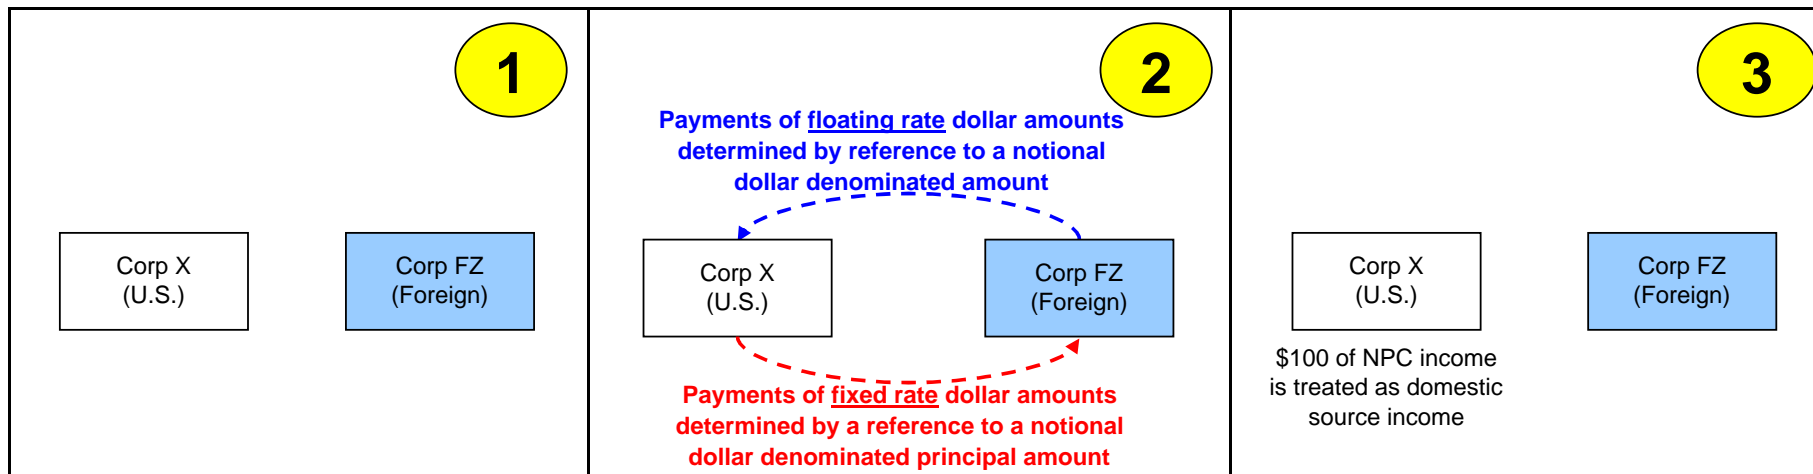 1
Corp X
(U.S.)
Corp FZ
(Foreign)
2
Payments of floating rate dollar amounts
determined by reference to a notional
dollar denominated amount
Corp X
(U.S.)
Corp FZ
(Foreign)
Payments of fixed rate dollar amounts
determined by a reference to a notional
dollar denominated principal amount
3
Corp X
(U.S.)
Corp FZ
(Foreign)
$100 of NPC income
is treated as domestic
source income